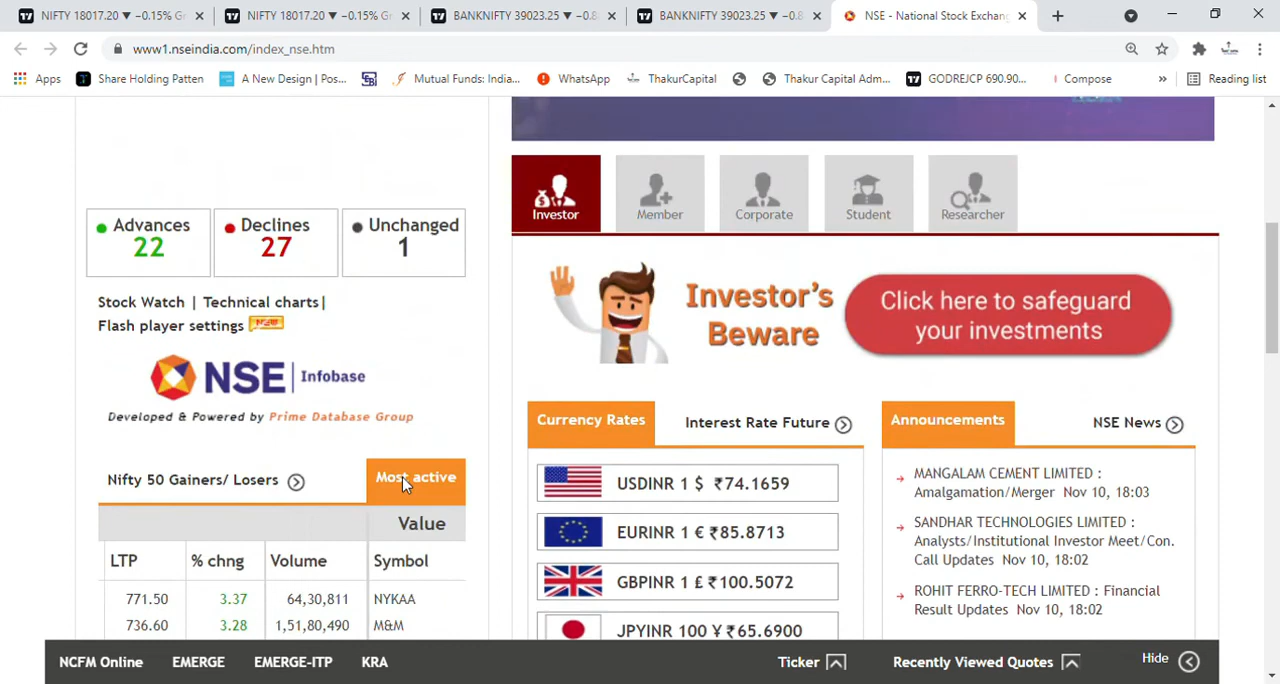 NIFTY 18017.20 ▼ −0.15% Gr
NIFTY 18017.20 ▼ −0.15% G
BANKNIFTY 39023.25 ▼ −0.8
BANKNIFTY 39023.25 ▼ −0.8
NSE - National Stock Exchang
www1.nseindia.com/index_nse.htm
Apps
Share Holding Patten
A New Design | Pos...
Mutual Funds: India...
WhatsApp
ThakurCapital
Thakur Capital Adm...
GODREJCP 690.90...
Compose
»
Reading list
Advances
22
Declines
27
Unchanged
1
Stock Watch | Technical charts|
Flash player settings NEW
NSE | Infobase
Developed & Powered by Prime Database Group
Nifty 50 Gainers/ Losers
Most active
Value
LTP % chng Volume Symbol
771.50 3.37 64,30,811 NYKAA
736.60 3.28 1,51,80,490 M&M
Investor
Member
Corporate
Student
Researcher
Investor's
Beware
Click here to safeguard
your investments
Currency Rates
Interest Rate Future
USDINR 1 $ ₹74.1659
EURINR 1 € ₹85.8713
GBPINR 1 £ ₹100.5072
JPYINR 100 ¥ ₹65.6900
Announcements
NSE News
MANGALAM CEMENT LIMITED :
Amalgamation/Merger Nov 10, 18:03
SANDHAR TECHNOLOGIES LIMITED :
Analysts/Institutional Investor Meet/Con.
Call Updates Nov 10, 18:02
ROHIT FERRO-TECH LIMITED : Financial
Result Updates Nov 10, 18:02
NCFM Online
EMERGE
EMERGE-ITP
KRA
Ticker
Recently Viewed Quotes
Hide